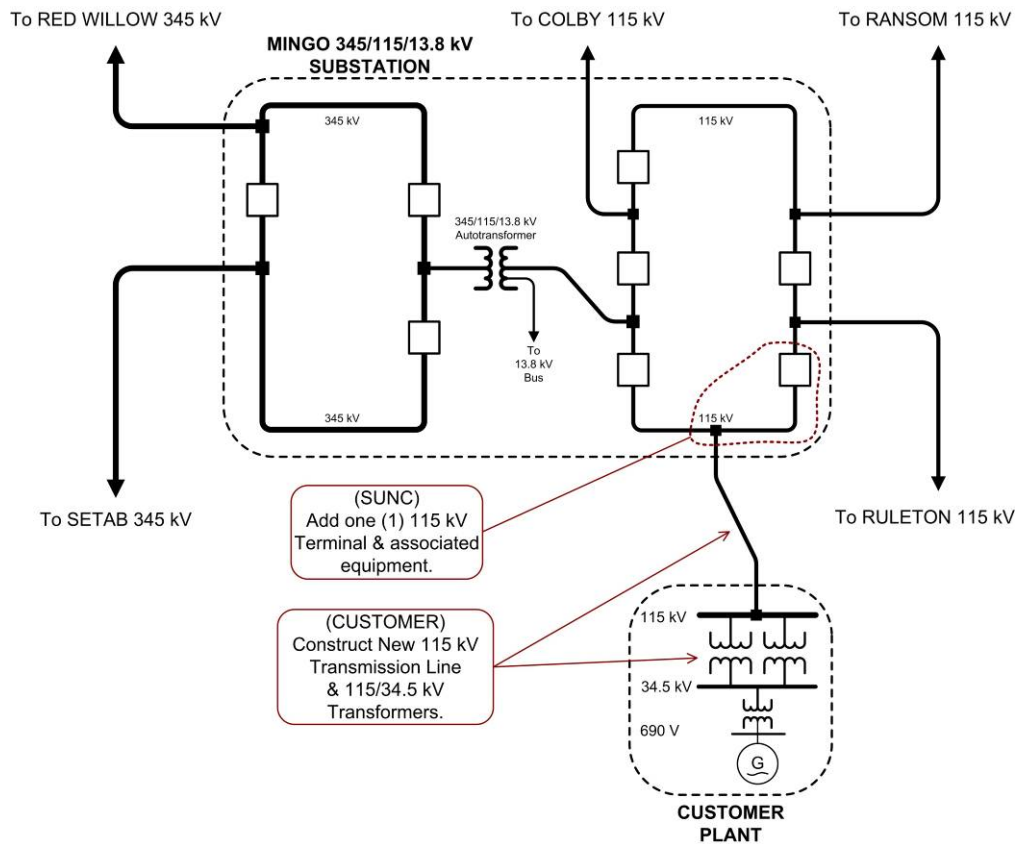 To RED WILLOW 345 kV
To COLBY 115 kV
To RANSOM 115 kV
MINGO 345/115/13.8 kV
SUBSTATION
345 kV
115 kV
345/115/13.8 kV
Autotransformer
To
13.8 kV
Bus
345 kV
115 kV
To SETAB 345 kV
To RULETON 115 kV
(SUNC)
Add one (1) 115 kV
Terminal & associated
equipment.
(CUSTOMER)
Construct New 115 kV
Transmission Line
& 115/34.5 kV
Transformers.
115 kV
34.5 kV
690 V
G
CUSTOMER
PLANT